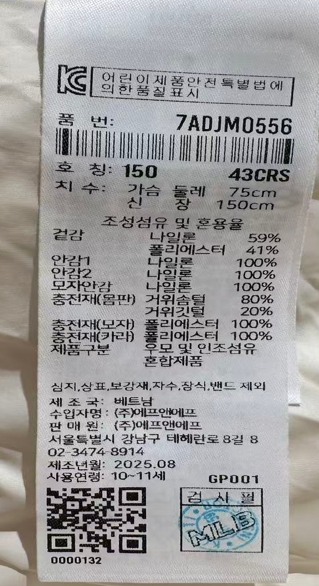 KC 어린이제품안전특별법에
의한품질표시
품 번: 7ADJM0556
호 칭: 150 43CRS
치 수: 가슴 둘레 75cm
신 장 150cm
조성섬유 및 혼용율
겉감 나일론 59%
폴리에스터 41%
안감1 나일론 100%
안감2 나일론 100%
모자안감 나일론 100%
충전재(몸판) 거위솜털 80%
거위깃털 20%
충전재(모자) 폴리에스터 100%
충전재(카라) 폴리에스터 100%
제품구분 우모 및 인조섬유
혼합제품
심지,상표,보강재,자수,장식,밴드 제외
제 조 국: 베트남
수입자명: (주)에프앤에프
판 매 원: (주)에프앤에프
서울특별시 강남구 테헤란로8길 8
02-3474-8914
제조년월: 2025.08
사용연령: 10~11세 GP001
검 사 필
MLB
0000132